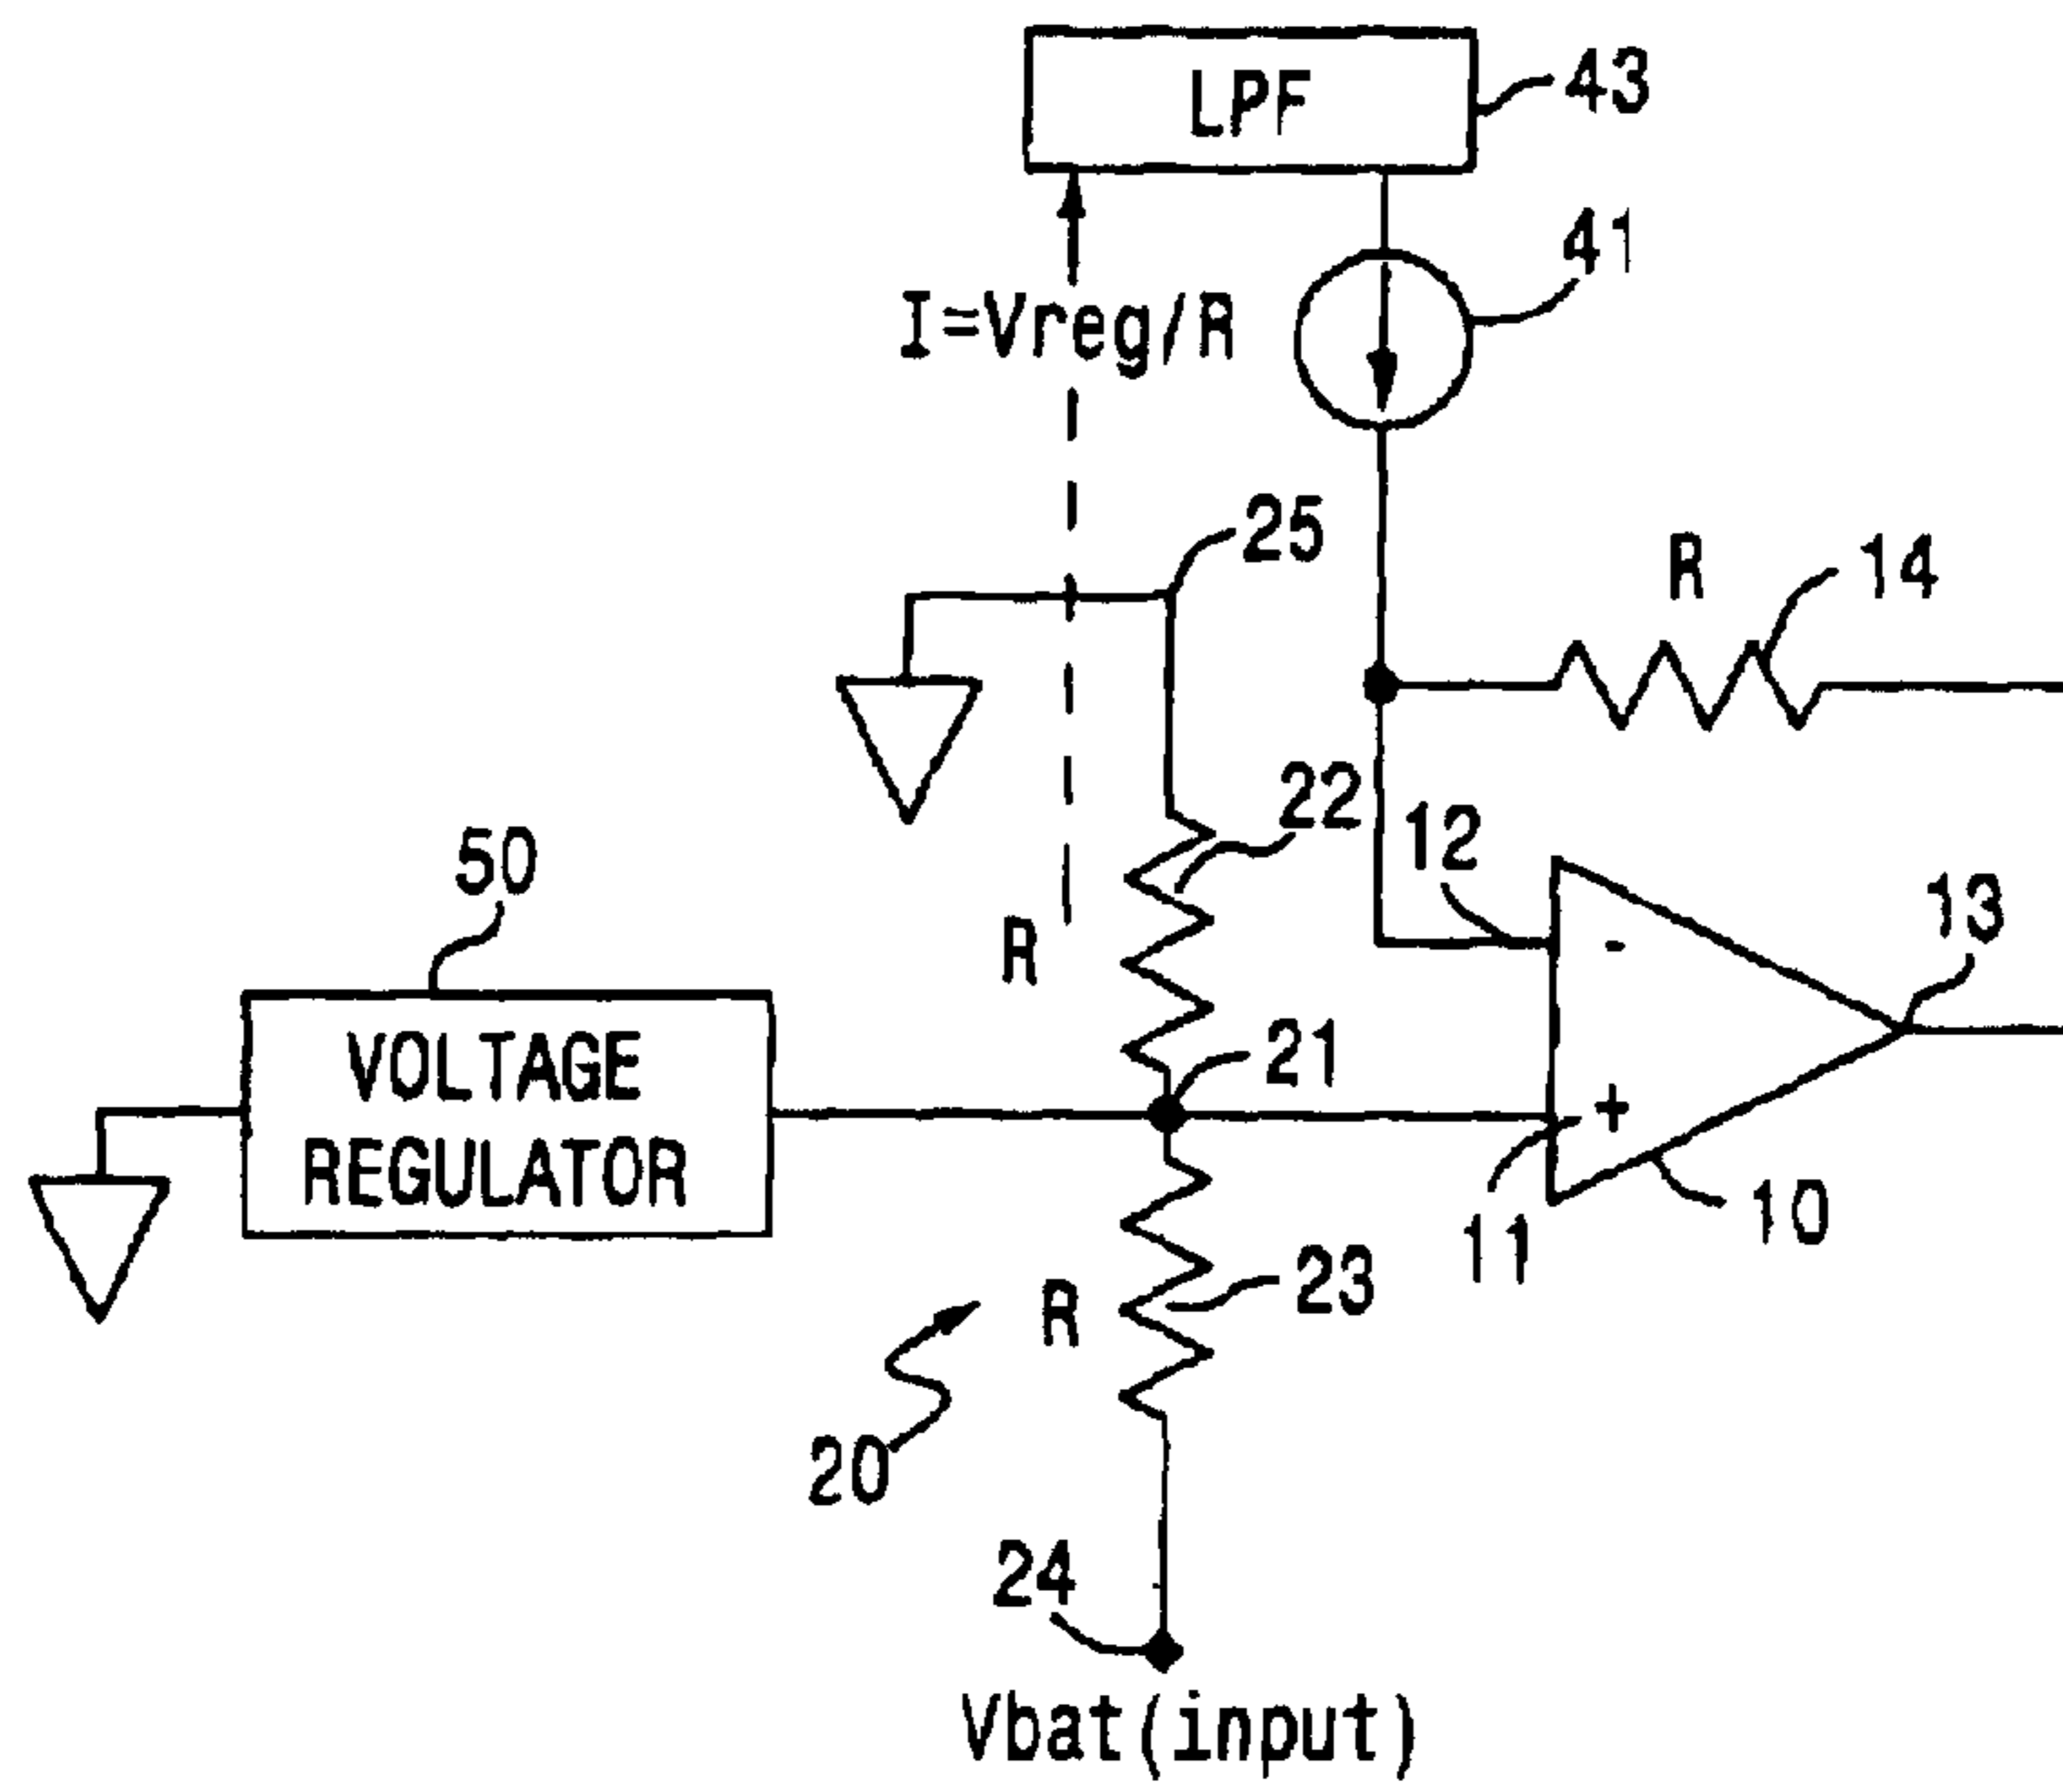 LPF
43
41
I=Vreg/R
25
R
14
22
12
50
13
R
-
VOLTAGE
REGULATOR
21
+
11
10
R
23
20
24
Vbat(input)